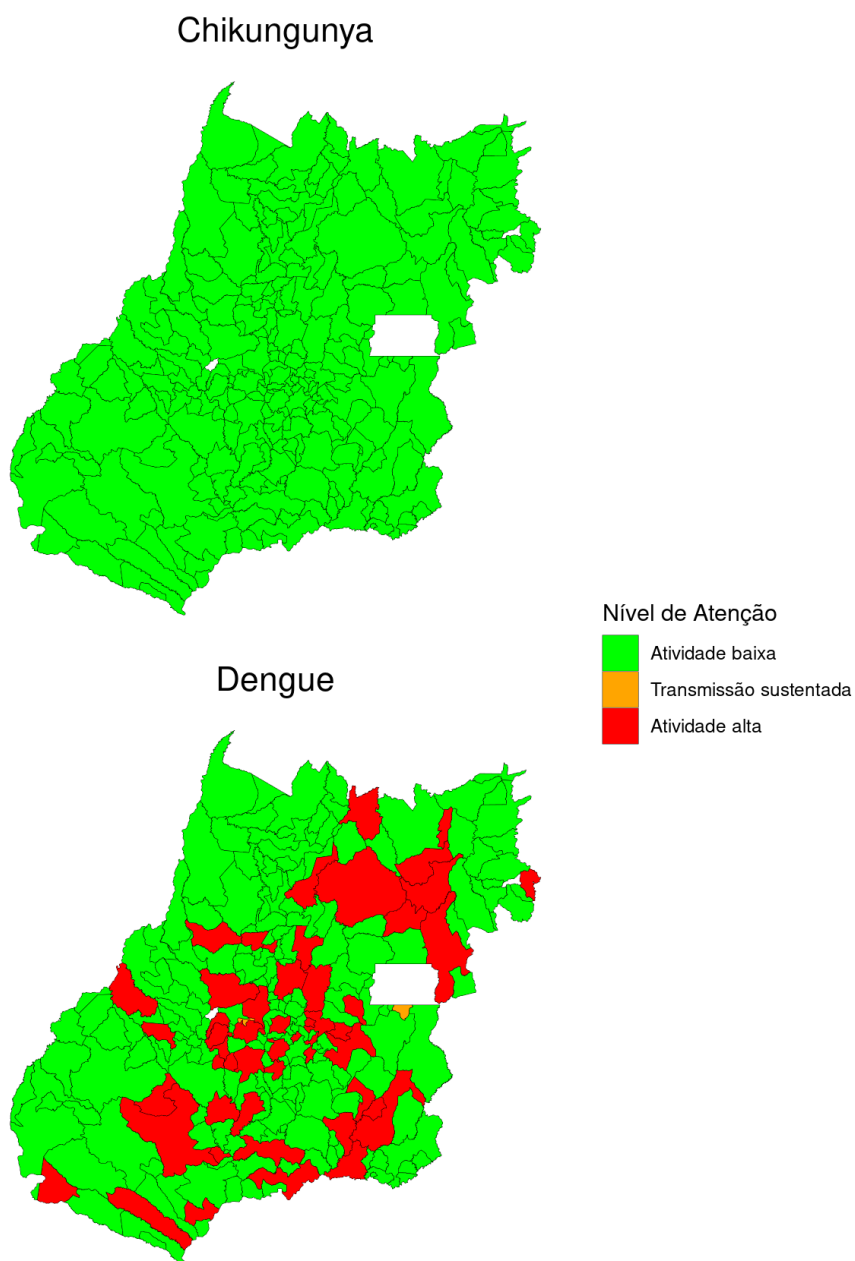 Chikungunya
Nível de Atenção
Atividade baixa
Transmissão sustentada
Atividade alta
Dengue